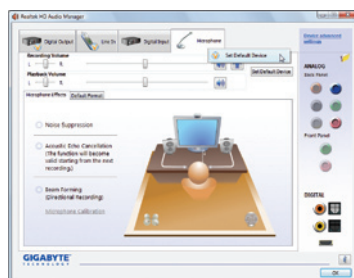 Realtek HD Audio Manager
Digital Output
Line In
Digital Input
Microphone
Device advanced settings
Set Default Device
Recording Volume
L
R
Set Default Device
Playback Volume
L
R
Microphone Effects
Default Format
Noise Suppression
Acoustic Echo Cancellation
(The function will become
valid starting from the next
recording.)
Beam Forming
(Directional Recording)
Microphone Calibration
ANALOG
Back Panel
Front Panel
DIGITAL
GIGABYTE
TECHNOLOGY
i
OK